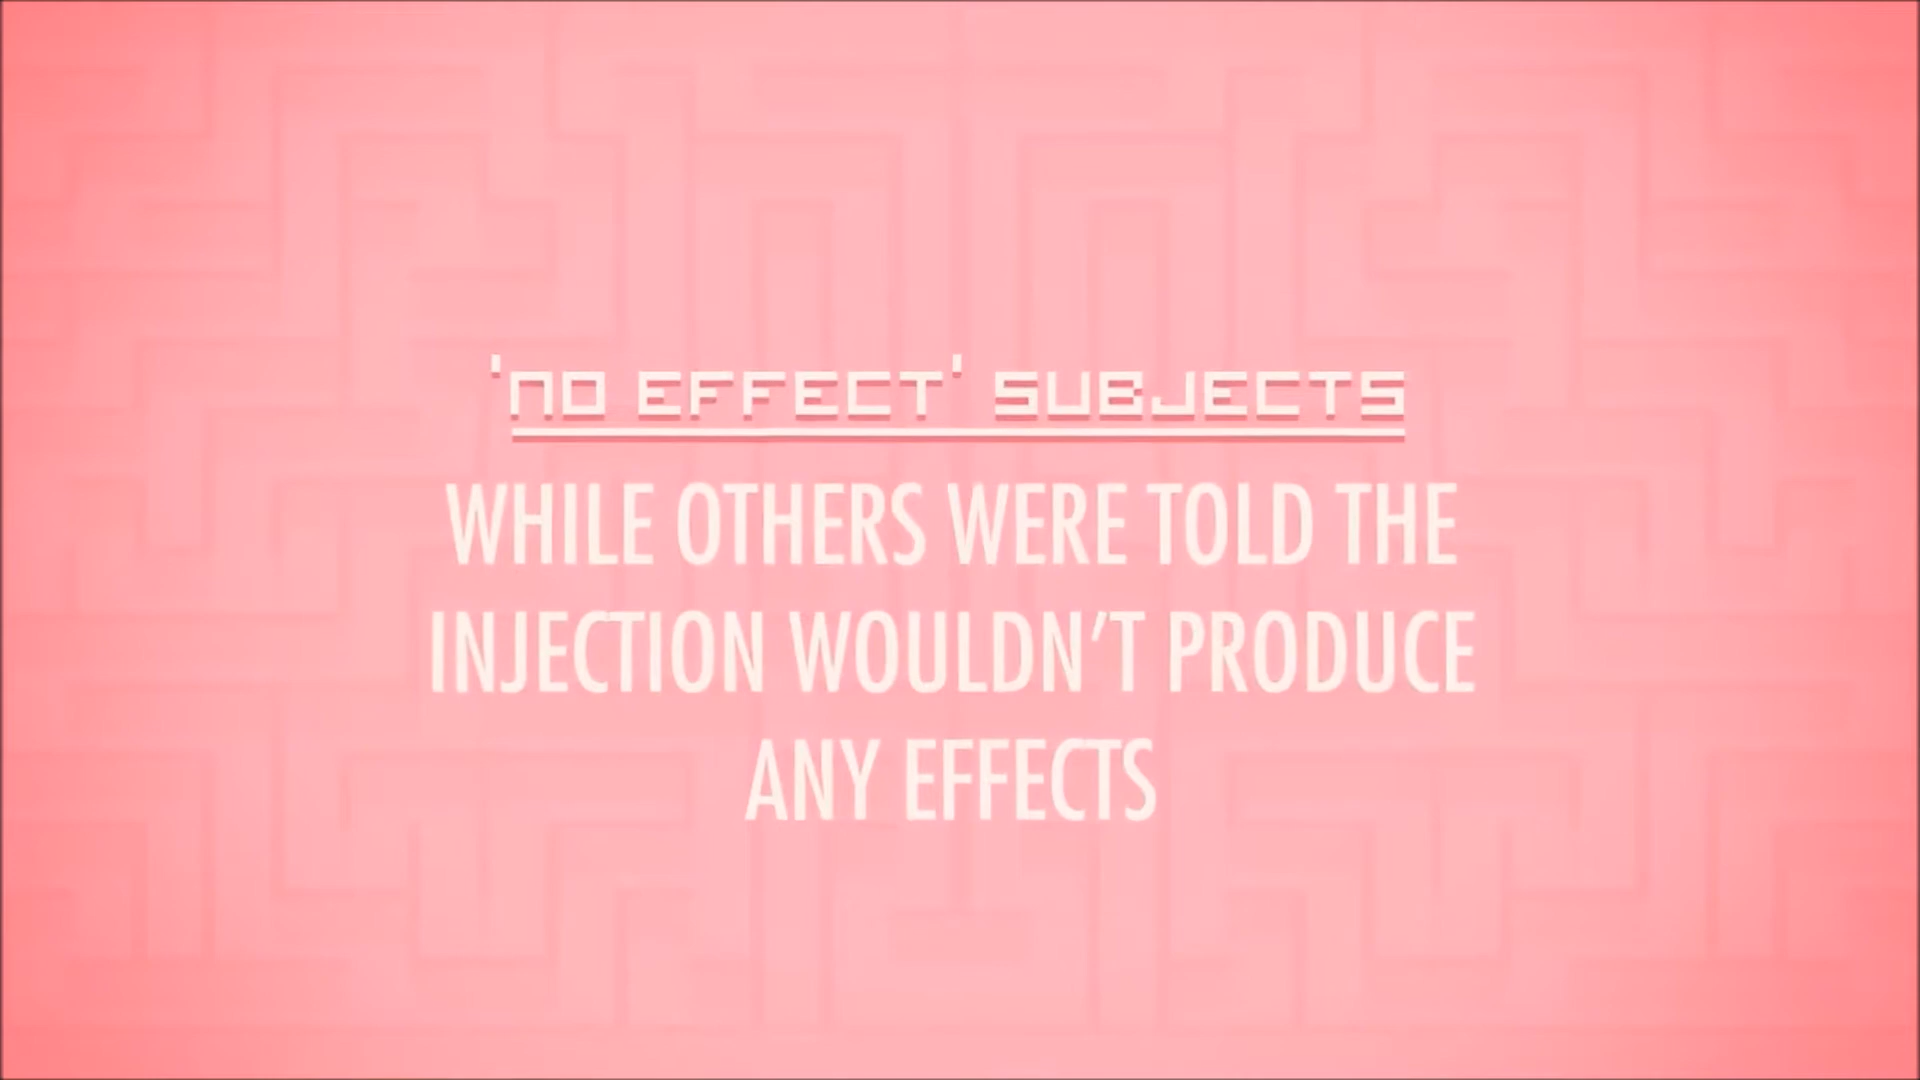 'NO EFFECT' SUBJECTS
WHILE OTHERS WERE TOLD THE
INJECTION WOULDN'T PRODUCE
ANY EFFECTS